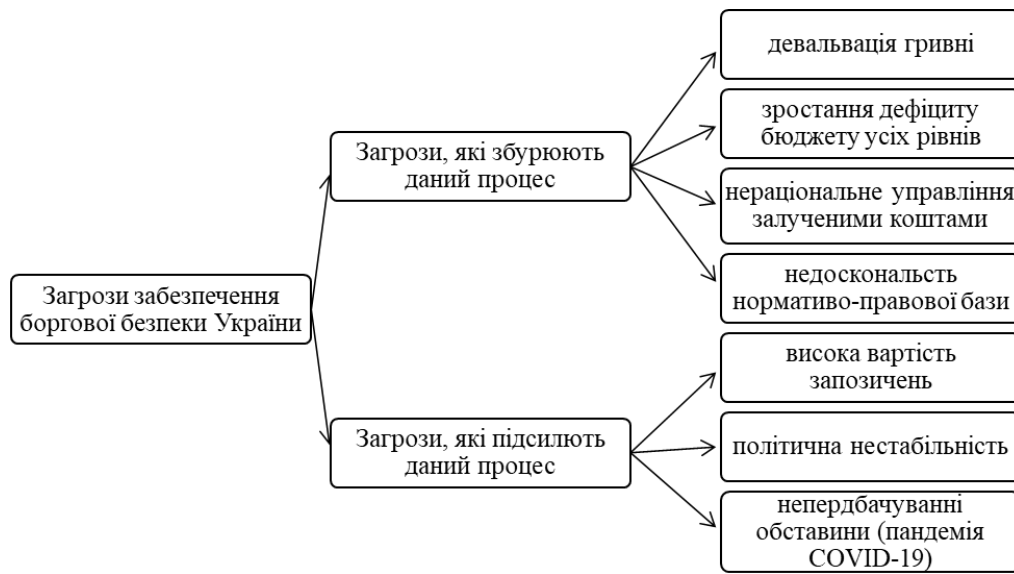 Загрози забезпечення
боргової безпеки України
Загрози, які збурюють
даний процес
девальвація гривні
зростання дефіциту
бюджету усіх рівнів
нераціональне управління
залученими коштами
недоскональсть
нормативо-правової бази
Загрози, які підсилють
даний процес
висока вартість
запозичень
політична нестабільність
непердбачуванні
обставини (пандемія
COVID-19)